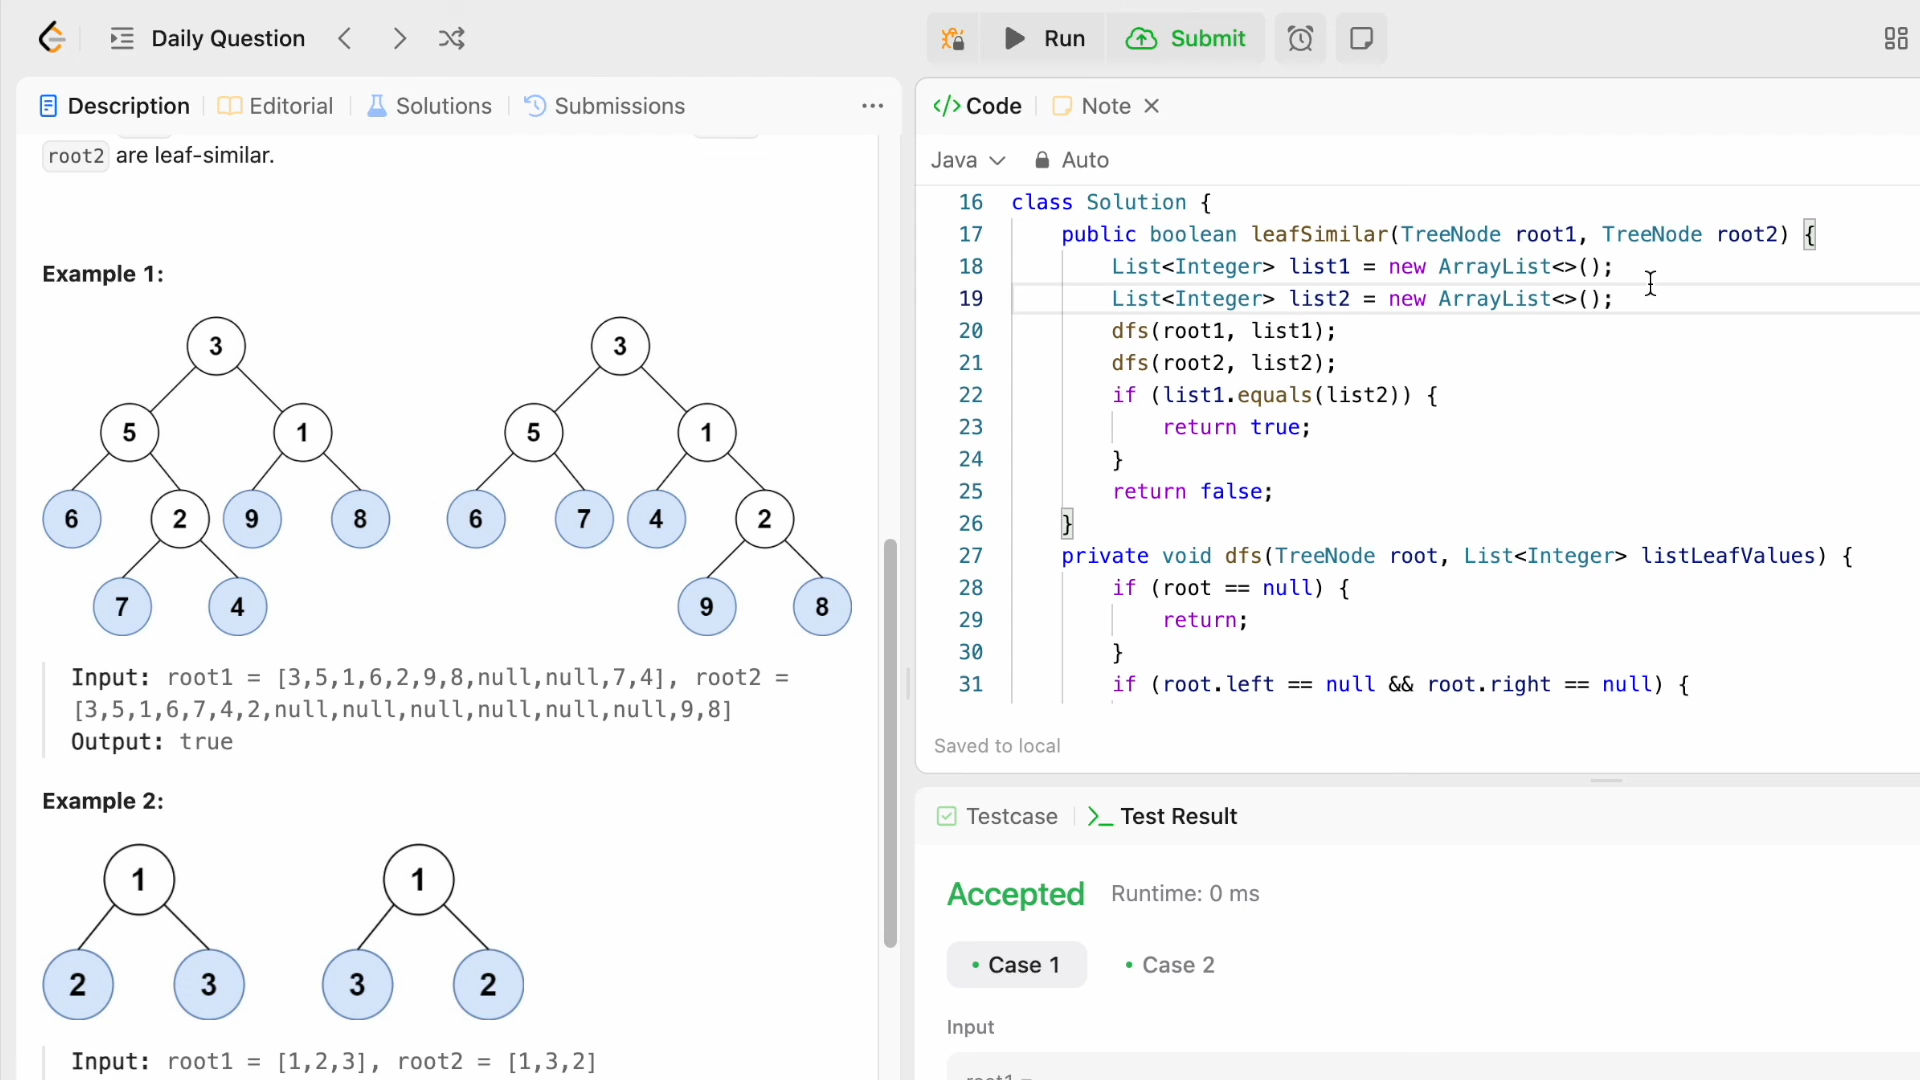 Daily Question
Run
Submit
Description
Editorial
Solutions
Submissions
root2 are leaf-similar.
Example 1:
3
3
5
1
5
1
6
2
9
8
6
7
4
2
7
4
9
8
Input: root1 = [3,5,1,6,2,9,8,null,null,7,4], root2 =
[3,5,1,6,7,4,2,null,null,null,null,null,null,9,8]
Output: true
Example 2:
1
1
2
3
3
2
Input: root1 = [1,2,3], root2 = [1,3,2]
</> Code
Note
Java
Auto
16 class Solution {
17 public boolean leafSimilar(TreeNode root1, TreeNode root2) {
18 List<Integer> list1 = new ArrayList<>();
19 List<Integer> list2 = new ArrayList<>();
20 dfs(root1, list1);
21 dfs(root2, list2);
22 if (list1.equals(list2)) {
23 return true;
24 }
25 return false;
26 }
27 private void dfs(TreeNode root, List<Integer> listLeafValues) {
28 if (root == null) {
29 return;
30 }
31 if (root.left == null && root.right == null) {
Saved to local
Testcase
Test Result
Accepted Runtime: 0 ms
• Case 1
• Case 2
Input